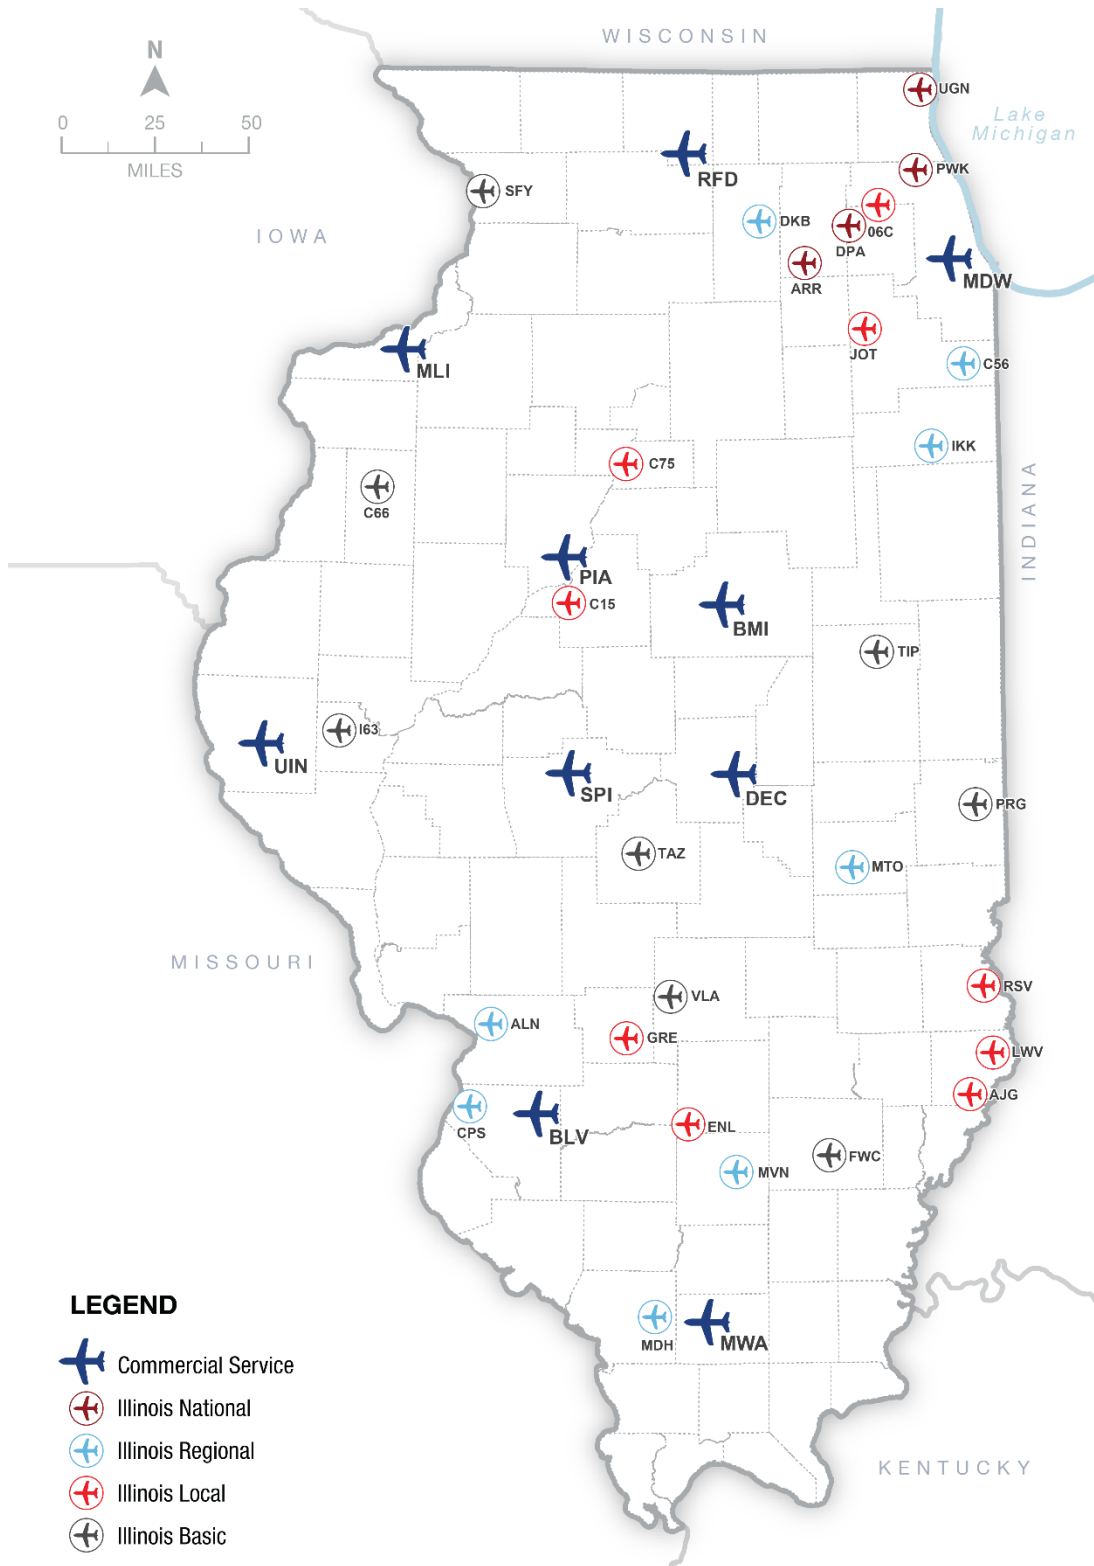 WISCONSIN
N
UGN
Lake
Michigan
0 25 50
MILES
PWK
RFD
SFY
DKB
06C
IOWA
DPA
MDW
ARR
JOT
MLI
C56
IKK
C75
INDIANA
C66
PIA
C15
BMI
TIP
I63
UIN
SPI
DEC
PRG
TAZ
MTO
MISSOURI
RSV
VLA
ALN
GRE
LWV
AJG
CPS
BLV
ENL
FWC
MVN
LEGEND
MDH
MWA
Commercial Service
Illinois National
Illinois Regional
KENTUCKY
Illinois Local
Illinois Basic